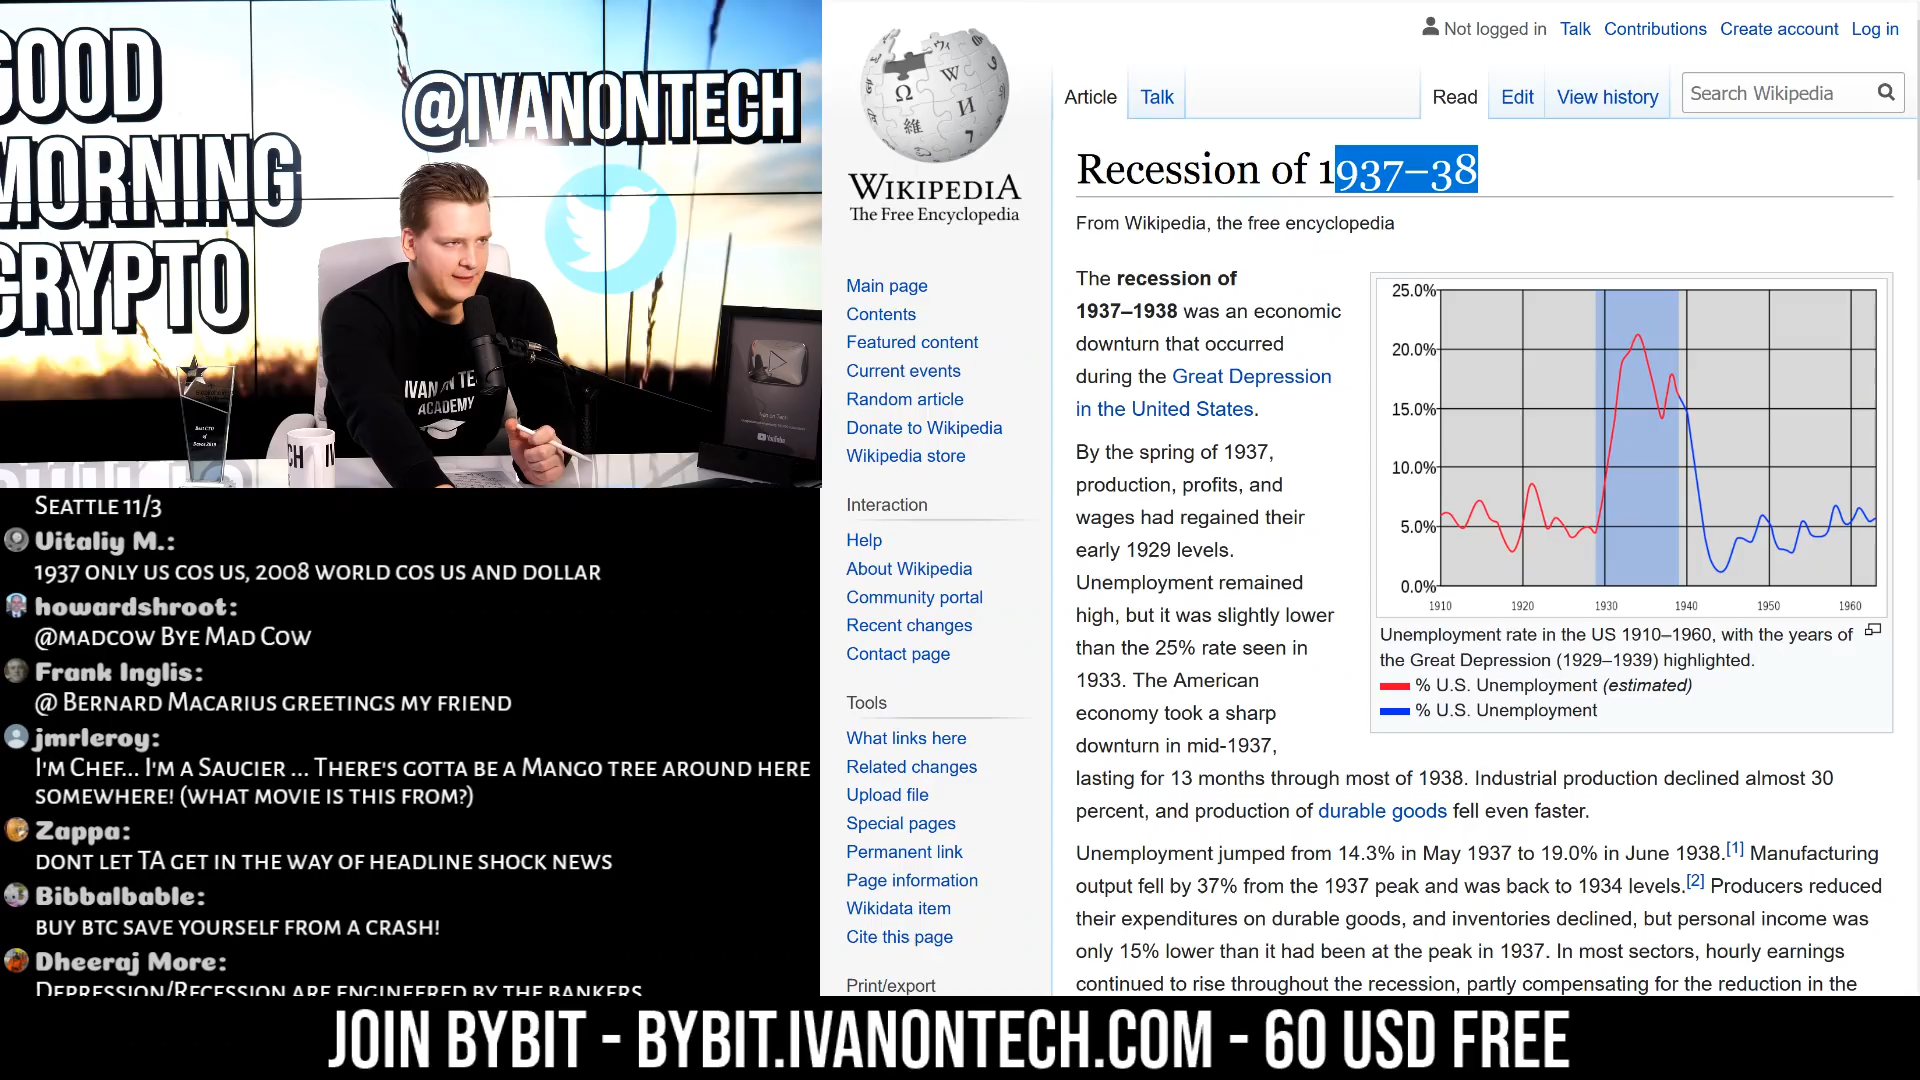 GOOD
MORNING
CRYPTO
@IVANONTECH
IVAN ON TE
ACADEMY
Best CTO
of
CH IV
YouTube
SEATTLE 11/3
Vitaliy M.:
1937 ONLY US COS US, 2008 WORLD COS US AND DOLLAR
howardshroot:
@MADCOW BYE MAD COW
Frank Inglis:
@ BERNARD MACARIUS GREETINGS MY FRIEND
jmrleroy:
I'M CHEF... I'M A SAUCIER ... THERE'S GOTTA BE A MANGO TREE AROUND HERE
SOMEWHERE! (WHAT MOVIE IS THIS FROM?)
Zappa:
DONT LET TA GET IN THE WAY OF HEADLINE SHOCK NEWS
Bibbalbable:
BUY BTC SAVE YOURSELF FROM A CRASH!
Dheeraj More:
DEPRESSION/RECESSION ARE ENGINEERED BY THE BANKERS
WIKIPEDIA
The Free Encyclopedia
Main page
Contents
Featured content
Current events
Random article
Donate to Wikipedia
Wikipedia store
Interaction
Help
About Wikipedia
Community portal
Recent changes
Contact page
Tools
What links here
Related changes
Upload file
Special pages
Permanent link
Page information
Wikidata item
Cite this page
Print/export
Not logged in Talk Contributions Create account Log in
Article Talk Read Edit View history Search Wikipedia
Recession of 1937–38
From Wikipedia, the free encyclopedia
The recession of
1937–1938 was an economic
downturn that occurred
during the Great Depression
in the United States.
By the spring of 1937,
production, profits, and
wages had regained their
early 1929 levels.
Unemployment remained
high, but it was slightly lower
than the 25% rate seen in
1933. The American
economy took a sharp
downturn in mid-1937,
lasting for 13 months through most of 1938. Industrial production declined almost 30
percent, and production of durable goods fell even faster.
25.0%
20.0%
15.0%
10.0%
5.0%
0.0%
1910 1920 1930 1940 1950 1960
Unemployment rate in the US 1910–1960, with the years of
the Great Depression (1929–1939) highlighted.
% U.S. Unemployment (estimated)
% U.S. Unemployment
Unemployment jumped from 14.3% in May 1937 to 19.0% in June 1938.[1] Manufacturing
output fell by 37% from the 1937 peak and was back to 1934 levels.[2] Producers reduced
their expenditures on durable goods, and inventories declined, but personal income was
only 15% lower than it had been at the peak in 1937. In most sectors, hourly earnings
continued to rise throughout the recession, partly compensating for the reduction in the
JOIN BYBIT - BYBIT.IVANONTECH.COM - 60 USD FREE